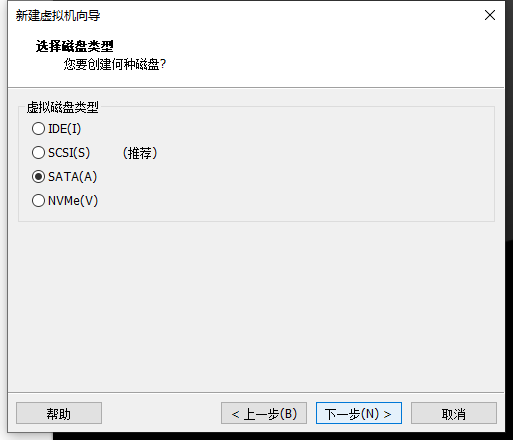 新建虚拟机向导
选择磁盘类型
您要创建何种磁盘?
虚拟磁盘类型
IDE(I)
SCSI(S) （推荐）
SATA(A)
NVMe(V)
帮助 < 上一步(B) 下一步(N) > 取消